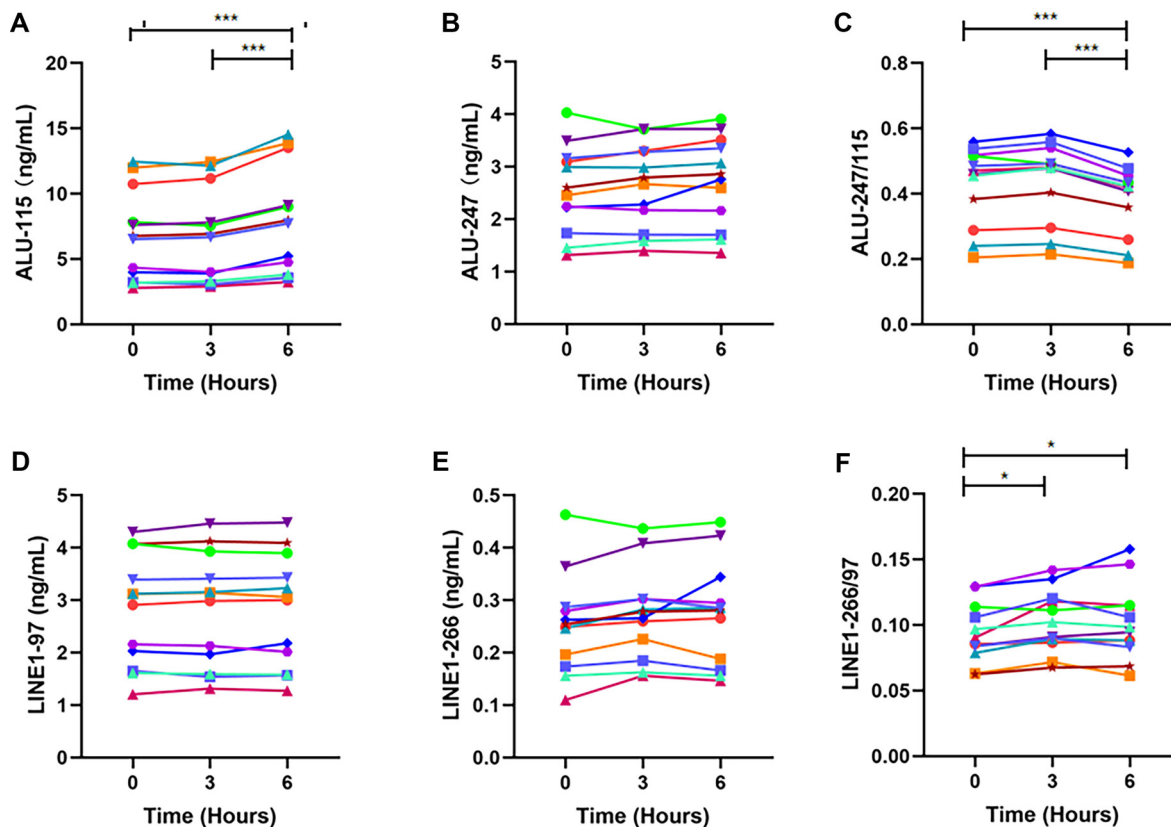 A
***
***
ALU-115 (ng/mL)
20
15
10
5
0
0 3 6
Time (Hours)
B
ALU-247 (ng/mL)
5
4
3
2
1
0
0 3 6
Time (Hours)
C
***
***
ALU-247/115
0.8
0.6
0.4
0.2
0.0
0 3 6
Time (Hours)
D
LINE1-97 (ng/mL)
5
4
3
2
1
0
0 3 6
Time (Hours)
E
LINE1-266 (ng/mL)
0.5
0.4
0.3
0.2
0.1
0.0
0 3 6
Time (Hours)
F
*
*
LINE1-266/97
0.20
0.15
0.10
0.05
0.00
0 3 6
Time (Hours)